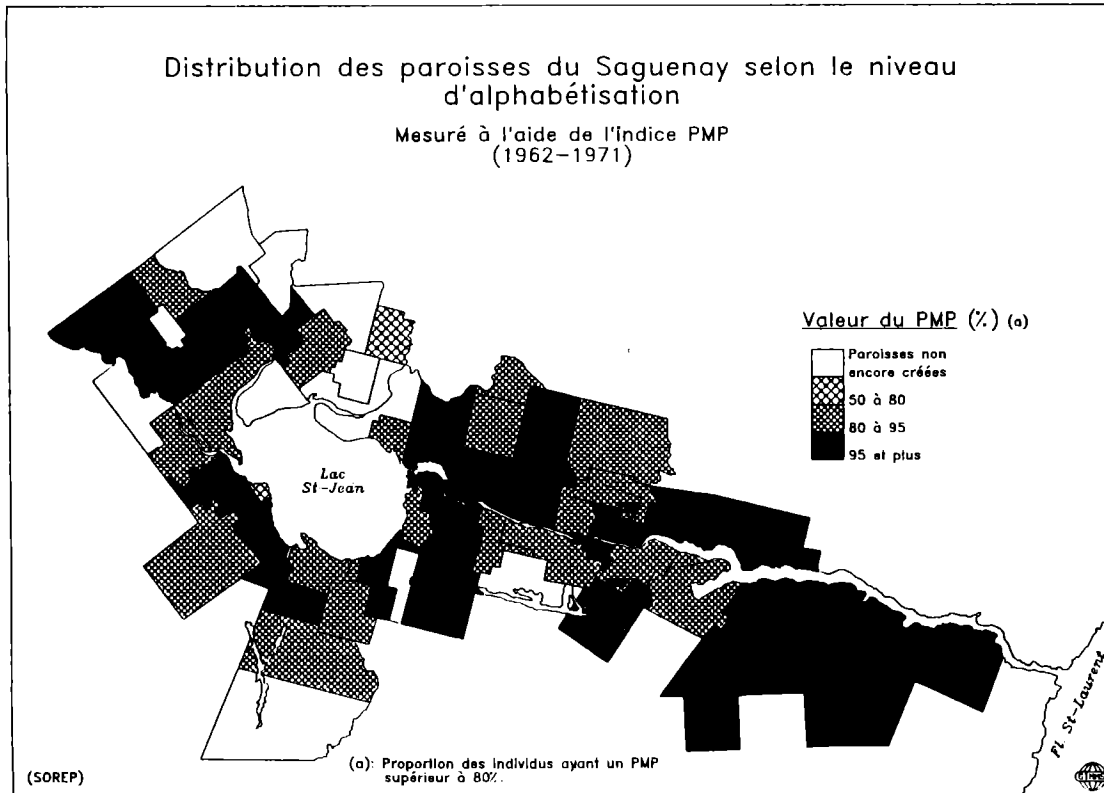 Distribution des paroisses du Saguenay selon le niveau
d'alphabétisation
Mesuré à l'aide de l'indice PMP
(1962-1971)
Valeur du PMP (%) (a)
Paroisses non
encore créées
50 à 80
80 à 95
95 et plus
Lac
St-Jean
Fl. St-Laurent
(a): Proportion des individus ayant un PMP
supérieur à 80%.
(SOREP)